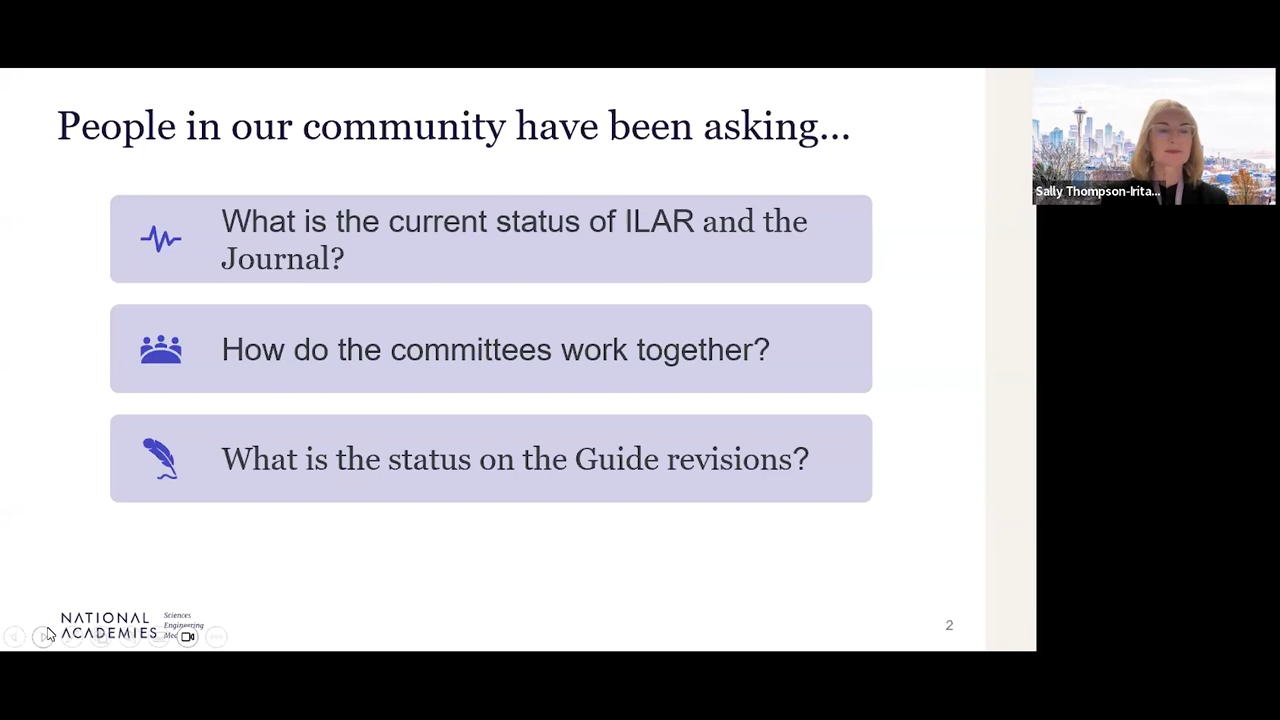 People in our community have been asking...
What is the current status of ILAR and the
Journal?
How do the committees work together?
What is the status on the Guide revisions?
NATIONAL
ACADEMIES
Sciences
Engineering
2
Sally Thompson-Irita...